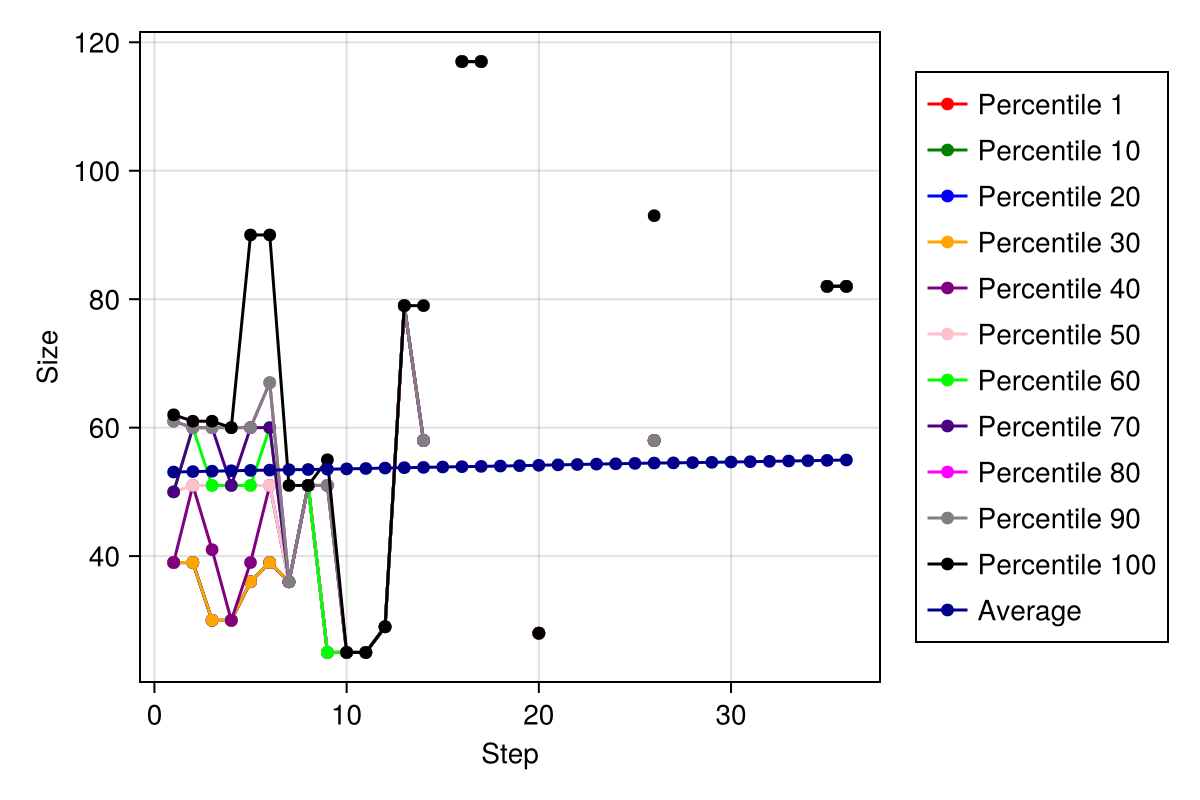 120
100
80
60
40
Size
0 10 20 30
Step
Percentile 1
Percentile 10
Percentile 20
Percentile 30
Percentile 40
Percentile 50
Percentile 60
Percentile 70
Percentile 80
Percentile 90
Percentile 100
Average